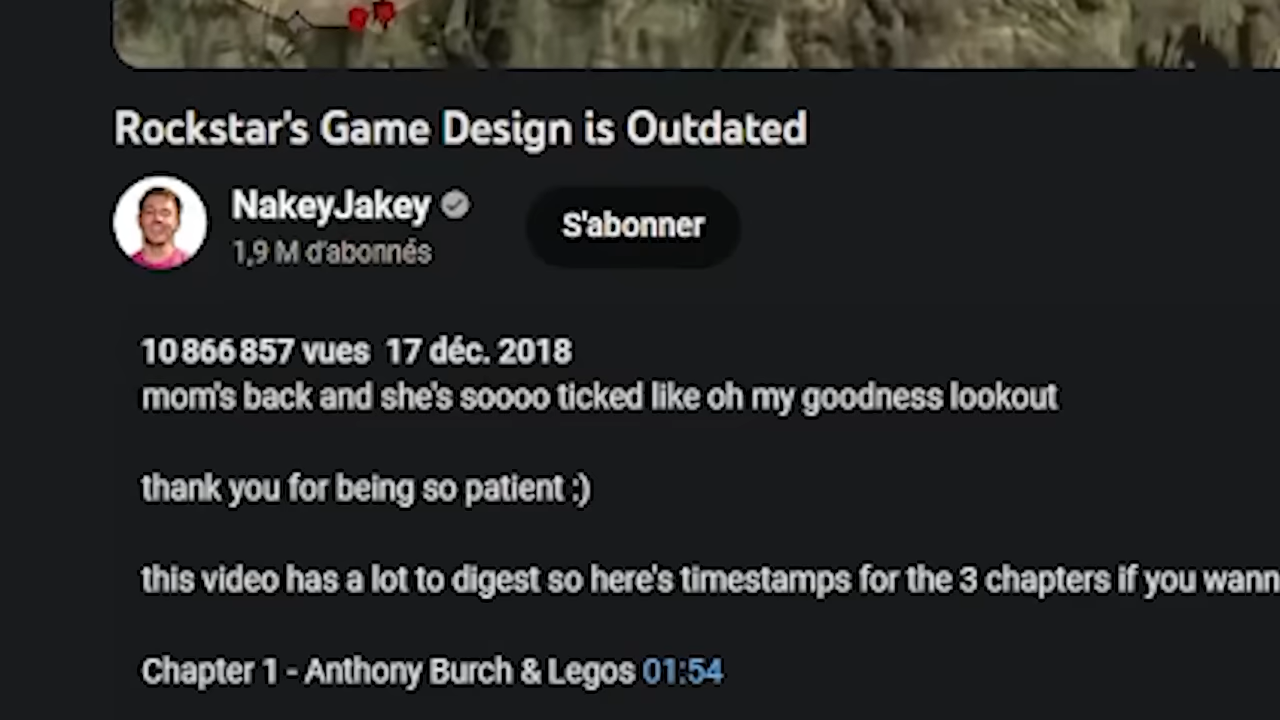 Rockstar's Game Design is Outdated
NakeyJakey
1,9 M d'abonnés
S'abonner
10 866 857 vues 17 déc. 2018
mom's back and she's soooo ticked like oh my goodness lookout
thank you for being so patient :)
this video has a lot to digest so here's timestamps for the 3 chapters if you wann
Chapter 1 - Anthony Burch & Legos 01:54